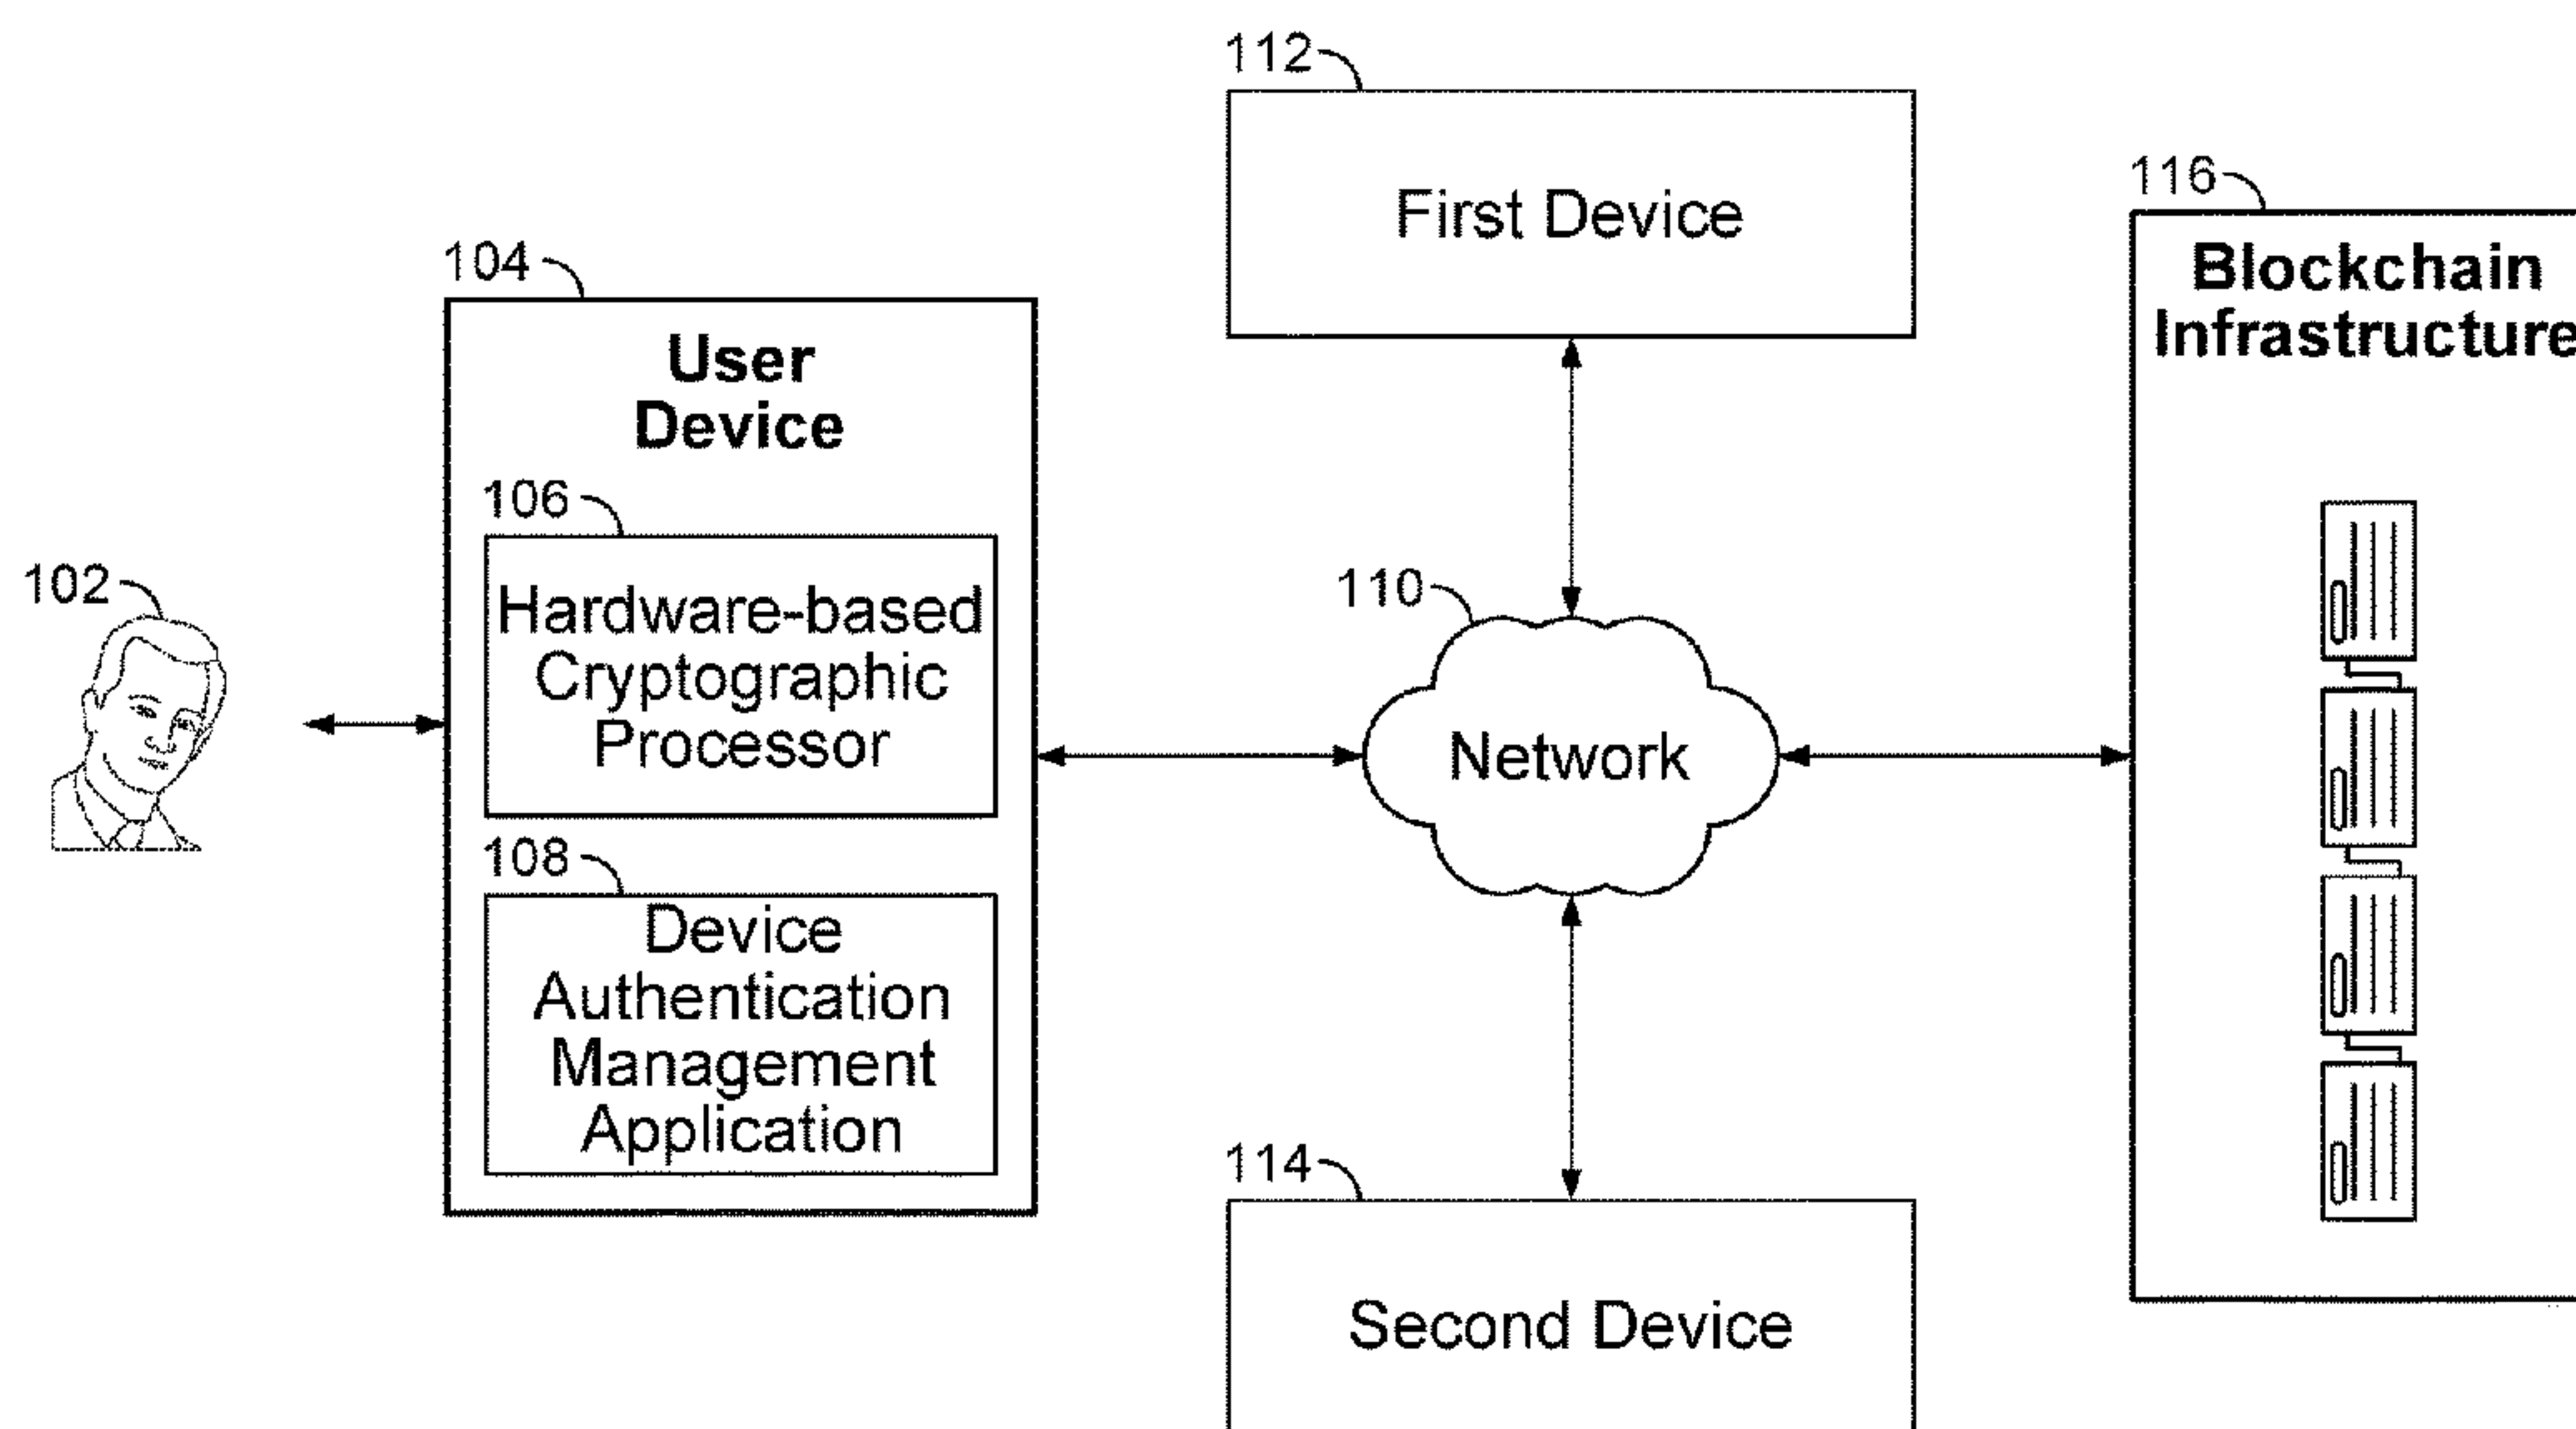 112
First Device
116
Blockchain
Infrastructure
104
User
Device
106
Hardware-based
Cryptographic
Processor
102
110
Network
108
Device
Authentication
Management
Application
114
Second Device